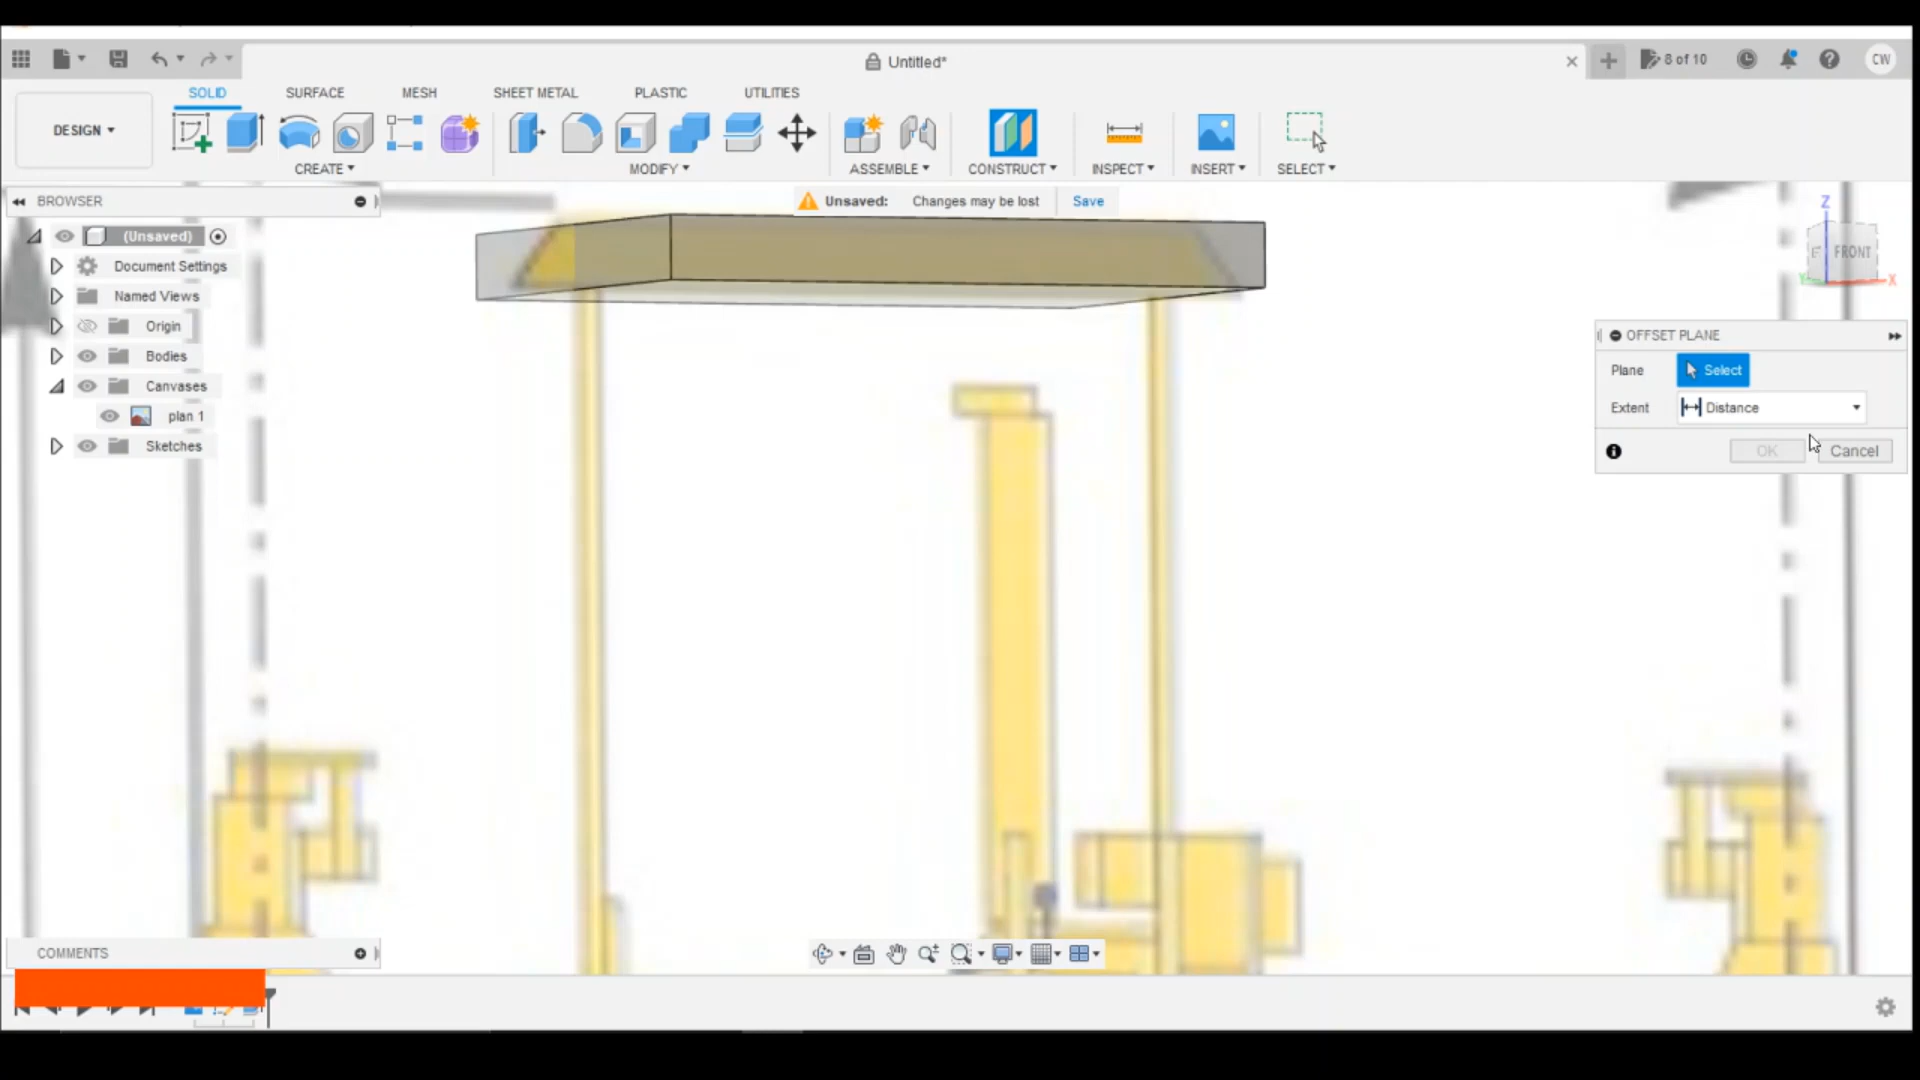 Untitled*
8 of 10
CW
DESIGN
SOLID
SURFACE
MESH
SHEET METAL
PLASTIC
UTILITIES
CREATE
MODIFY
ASSEMBLE
CONSTRUCT
INSPECT
INSERT
SELECT
BROWSER
Unsaved: Changes may be lost Save
(Unsaved)
Document Settings
Named Views
Origin
Bodies
Canvases
plan 1
Sketches
Z
FRONT
X
Y
OFFSET PLANE
Plane Select
Extent Distance
OK Cancel
COMMENTS